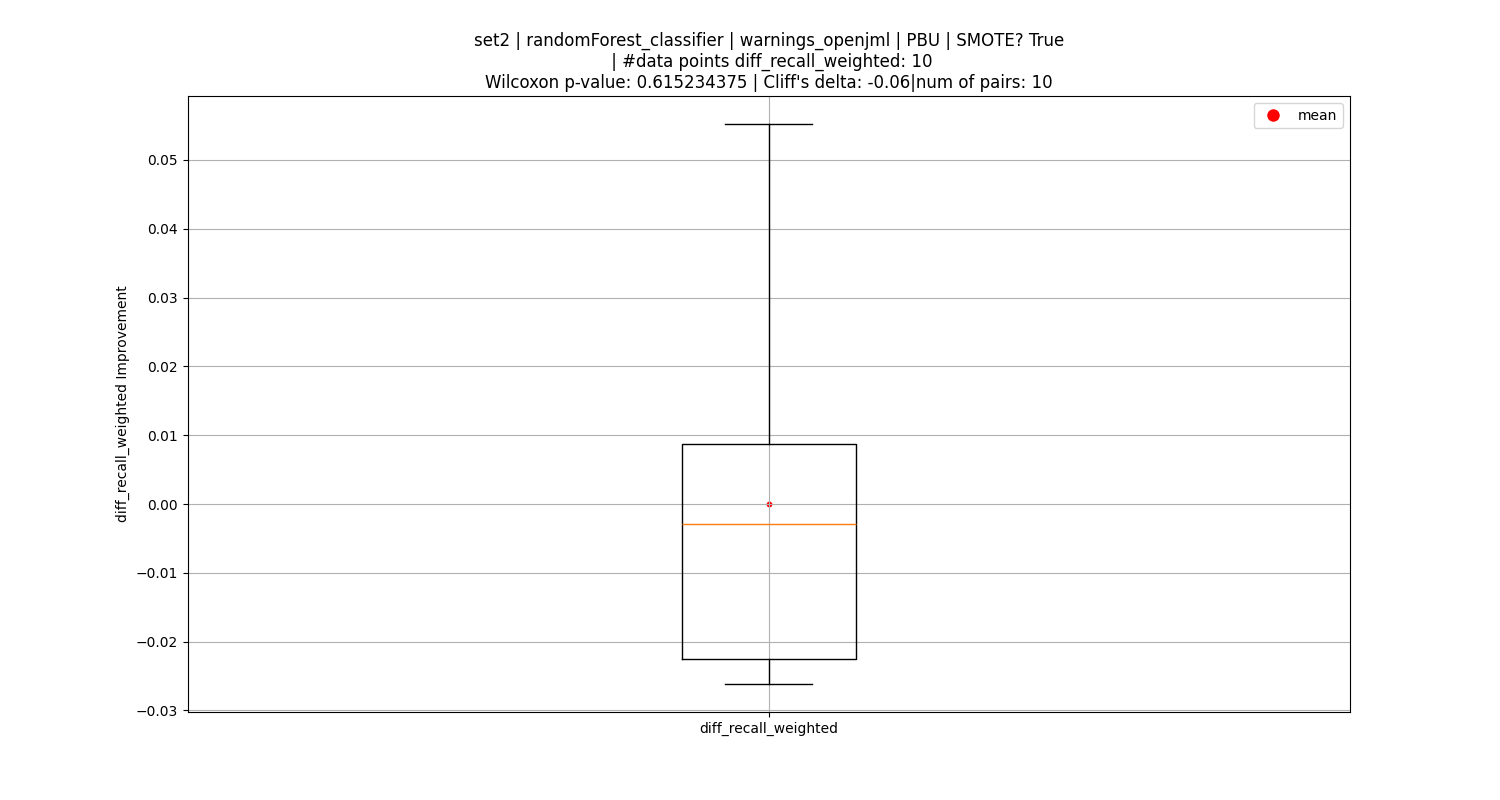 set2 | randomForest_classifier | warnings_openjml | PBU | SMOTE? True
| #data points diff_recall_weighted: 10
Wilcoxon p-value: 0.615234375 | Cliff's delta: -0.06|num of pairs: 10
mean
0.05
0.04
0.03
0.02
0.01
0.00
−0.01
−0.02
−0.03
diff_recall_weighted Improvement
diff_recall_weighted